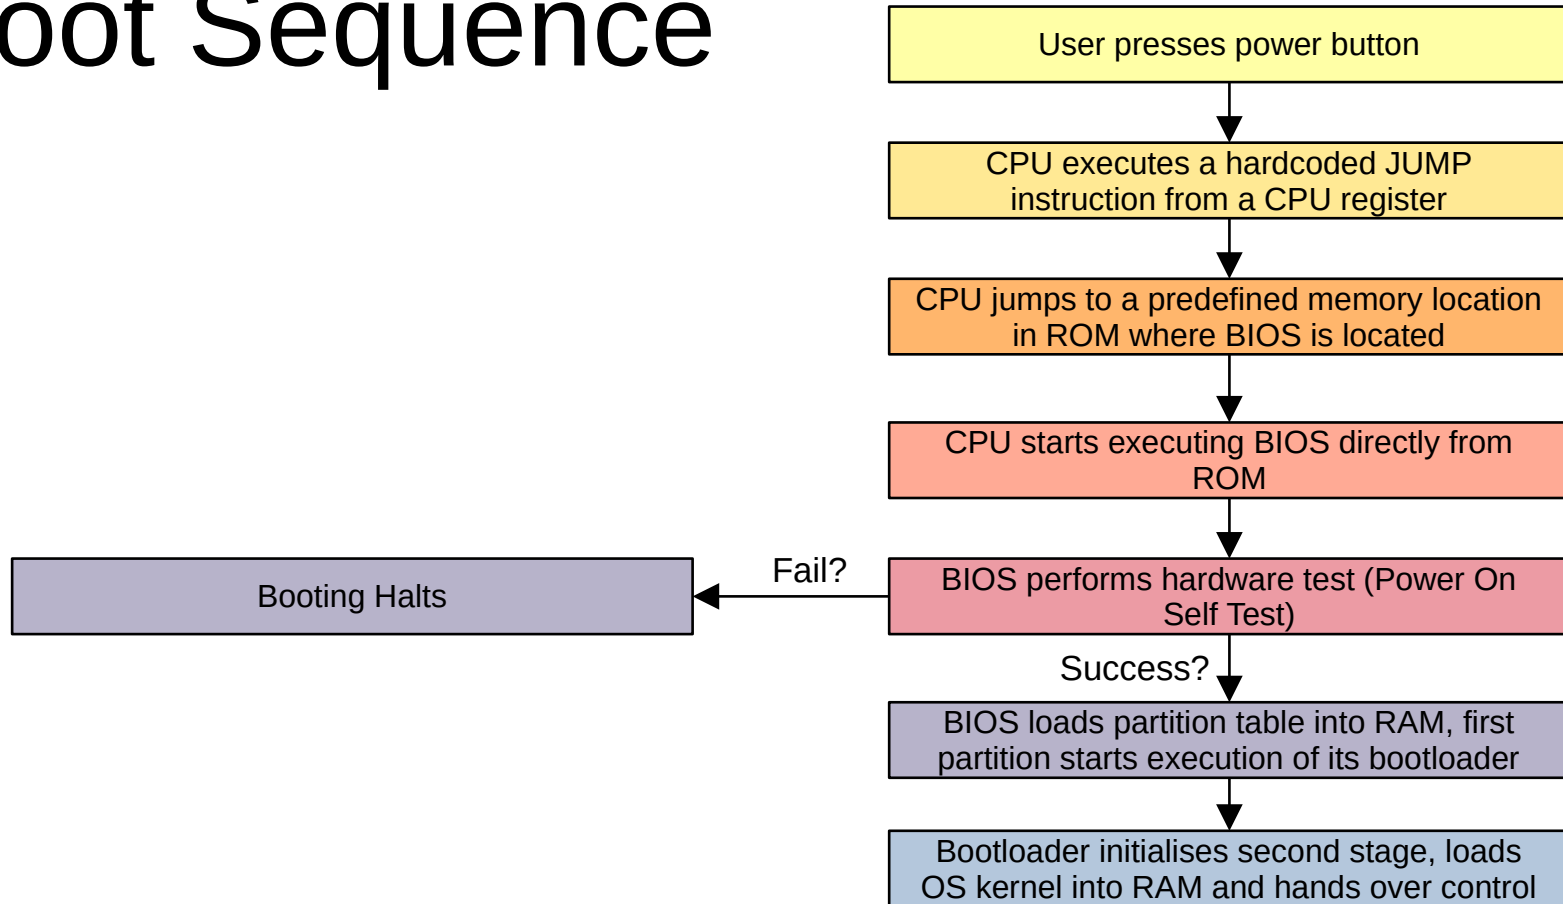 oot Sequence
User presses power button
CPU executes a hardcoded JUMP
instruction from a CPU register
CPU jumps to a predefined memory location
in ROM where BIOS is located
CPU starts executing BIOS directly from
ROM
Fail?
Booting Halts
BIOS performs hardware test (Power On
Self Test)
Success?
BIOS loads partition table into RAM, first
partition starts execution of its bootloader
Bootloader initialises second stage, loads
OS kernel into RAM and hands over control